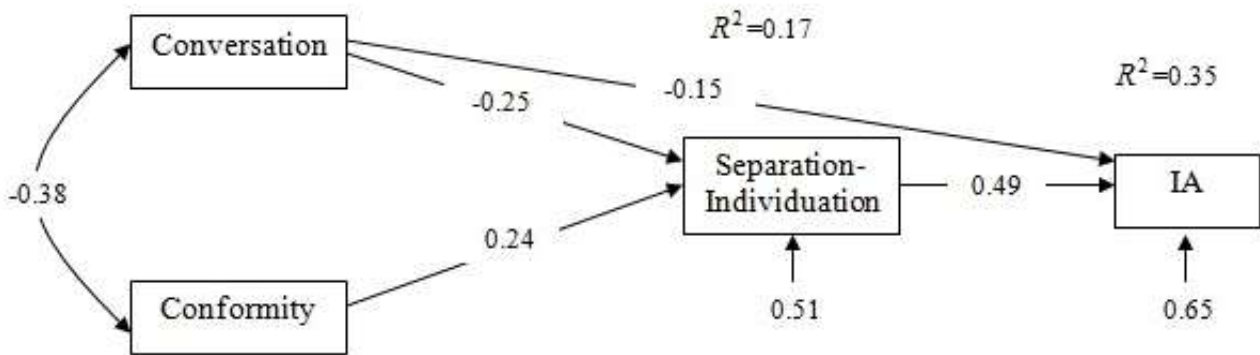 R²=0.17
Conversation
R²=0.35
-0.15
-0.25
Separation-
Individuation
0.49
IA
-0.38
0.24
Conformity
0.51
0.65